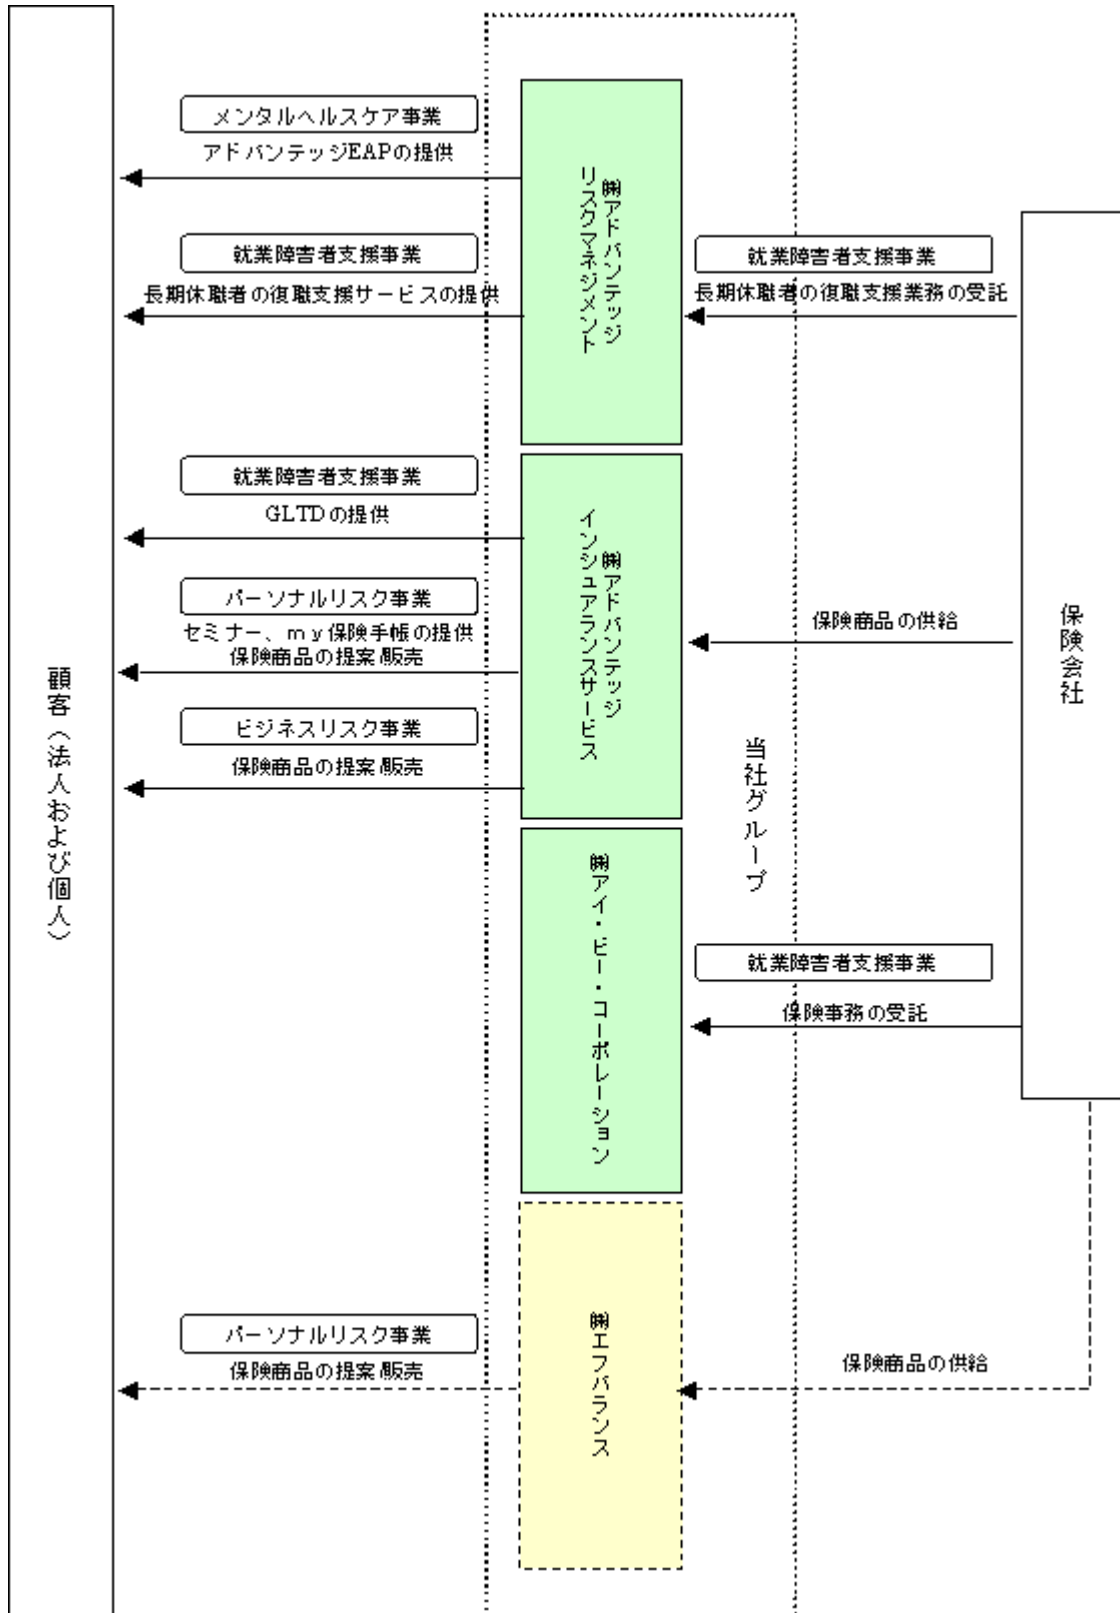 メンタルヘルスケア事業
アドバンテッジEAPの提供
就業障害者支援事業
長期休職者の復職支援サービスの提供
㈱アドバンテッジ
リスクマネジメント
就業障害者支援事業
長期休職者の復職支援業務の受託
就業障害者支援事業
GLTDの提供
パーソナルリスク事業
セミナー、my保険手帳の提供
保険商品の提案/販売
ビジネスリスク事業
保険商品の提案/販売
㈱アドバンテッジ
インシュアランスサービス
保険商品の供給
保険会社
顧客（法人および個人）
当社グループ
㈱アイ・ビー・コーポレーション
就業障害者支援事業
保険事務の受託
パーソナルリスク事業
保険商品の提案/販売
㈱エフバランス
保険商品の供給